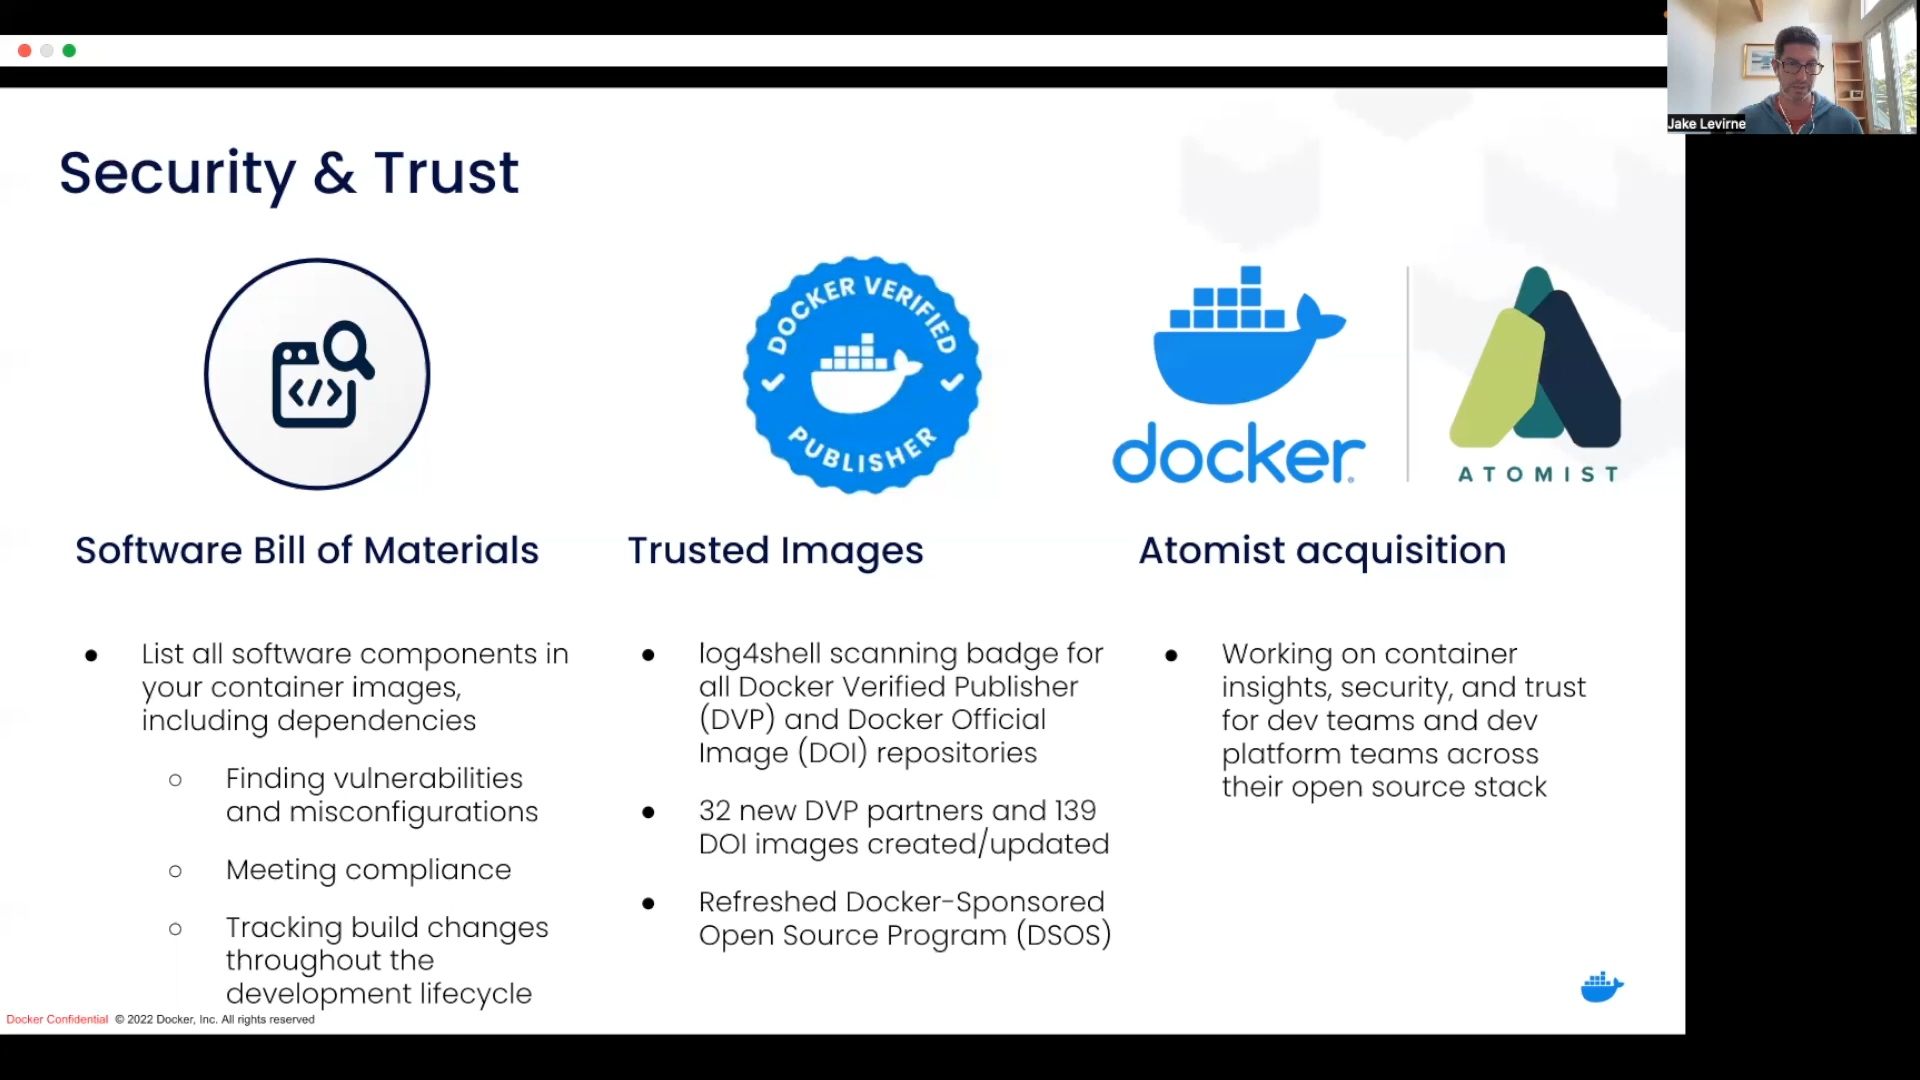 Jake Levirne
Security & Trust
DOCKER VERIFIED
PUBLISHER
docker
ATOMIST
Software Bill of Materials
● List all software components in
your container images,
including dependencies
○ Finding vulnerabilities
and misconfigurations
○ Meeting compliance
○ Tracking build changes
throughout the
development lifecycle
Trusted Images
● log4shell scanning badge for
all Docker Verified Publisher
(DVP) and Docker Official
Image (DOI) repositories
● 32 new DVP partners and 139
DOI images created/updated
● Refreshed Docker-Sponsored
Open Source Program (DSOS)
Atomist acquisition
● Working on container
insights, security, and trust
for dev teams and dev
platform teams across
their open source stack
Docker Confidential © 2022 Docker, Inc. All rights reserved